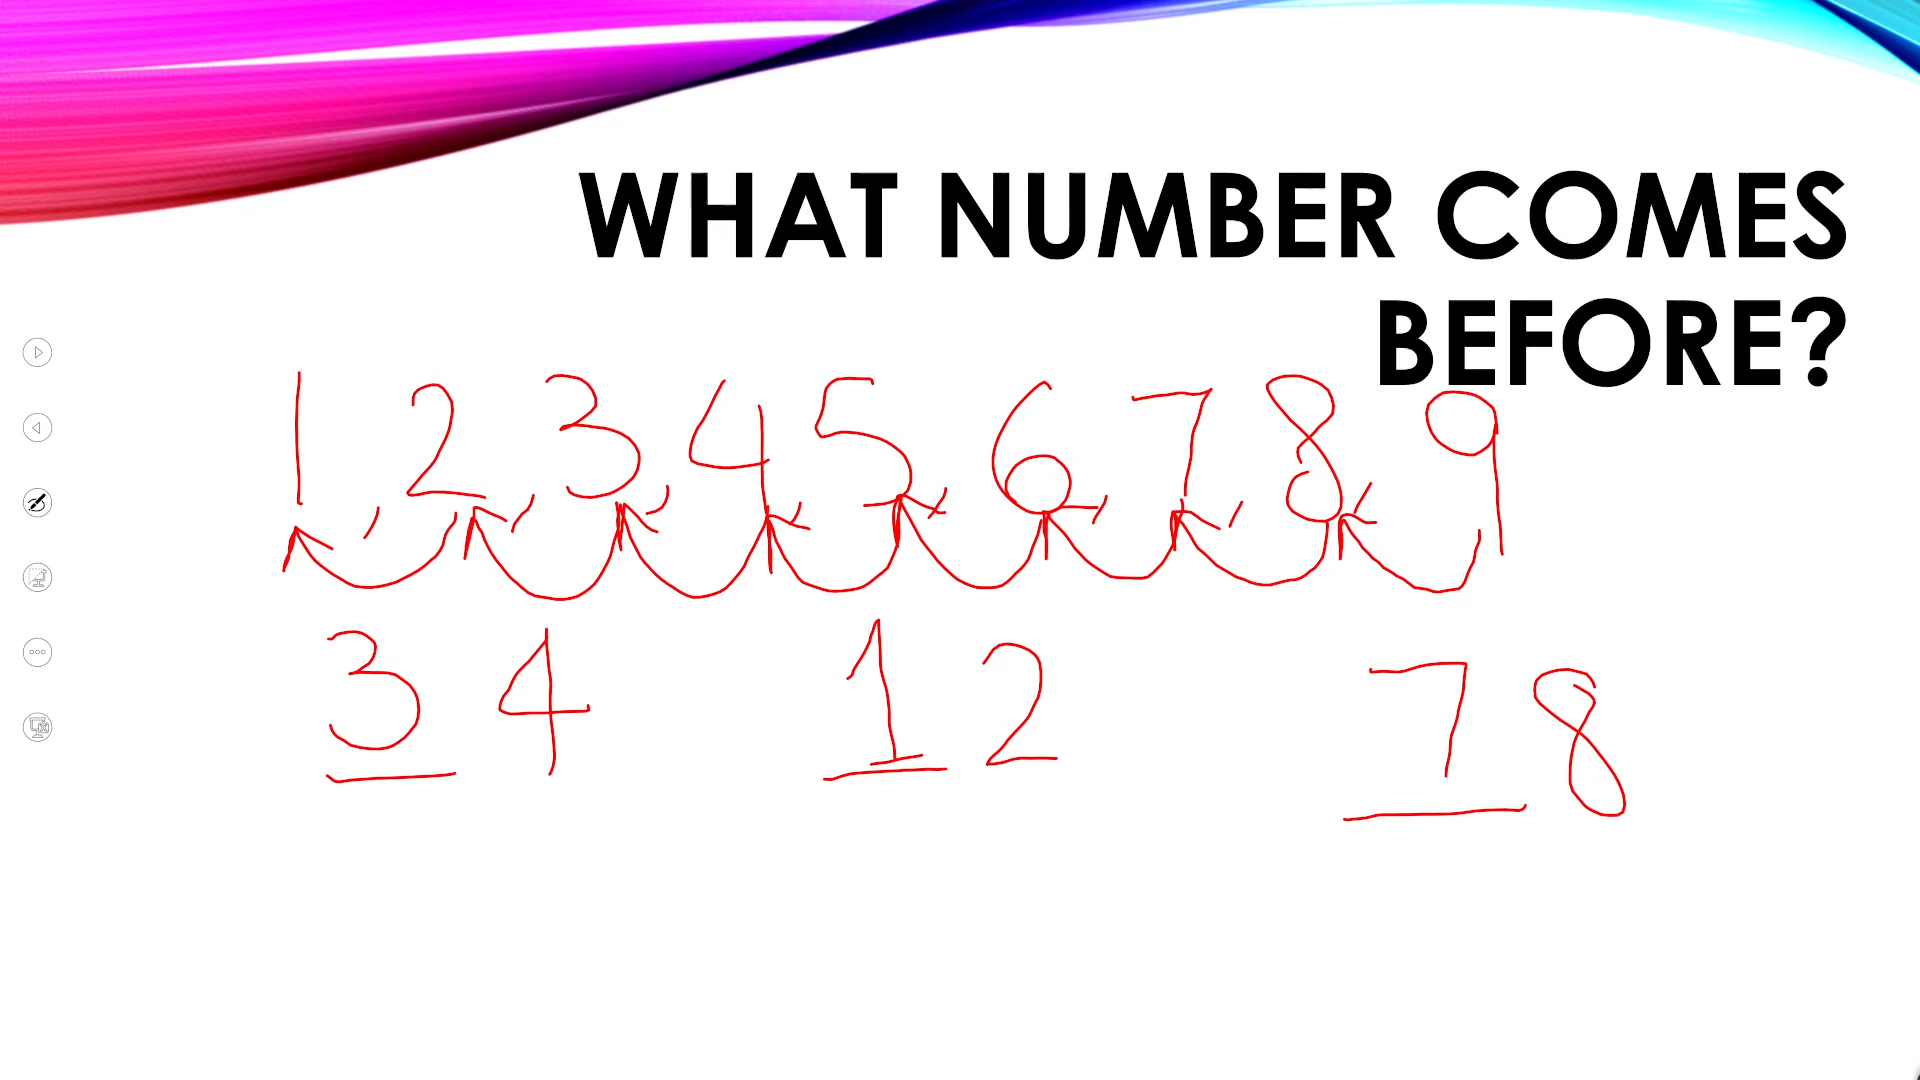 WHAT NUMBER COMES
BEFORE?
1, 2, 3, 4, 5, 6, 7, 8, 9
3 4 1 2 7 8